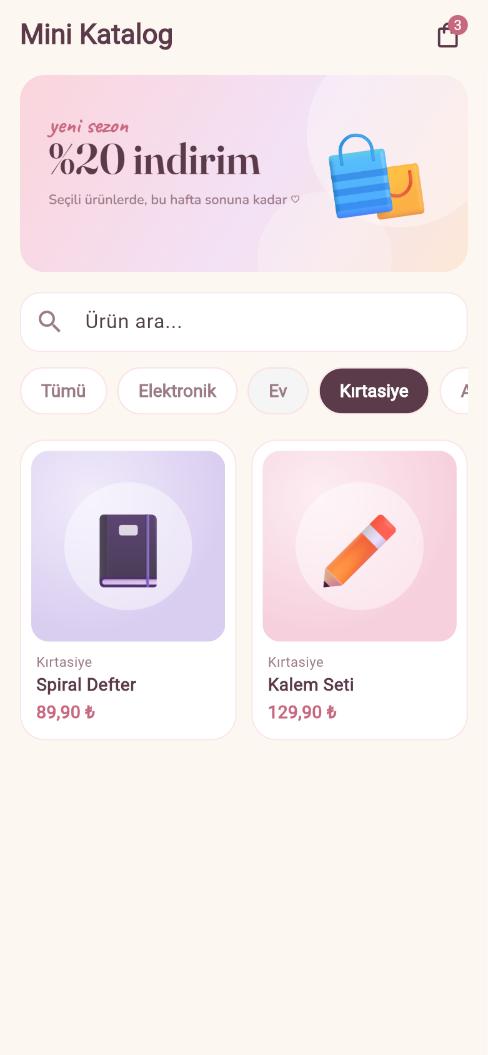 Mini Katalog
3
yeni sezon
%20 indirim
Seçili ürünlerde, bu hafta sonuna kadar ♡
Ürün ara...
Tümü Elektronik Ev Kırtasiye A
Kırtasiye Kırtasiye
Spiral Defter Kalem Seti
89,90 ₺ 129,90 ₺